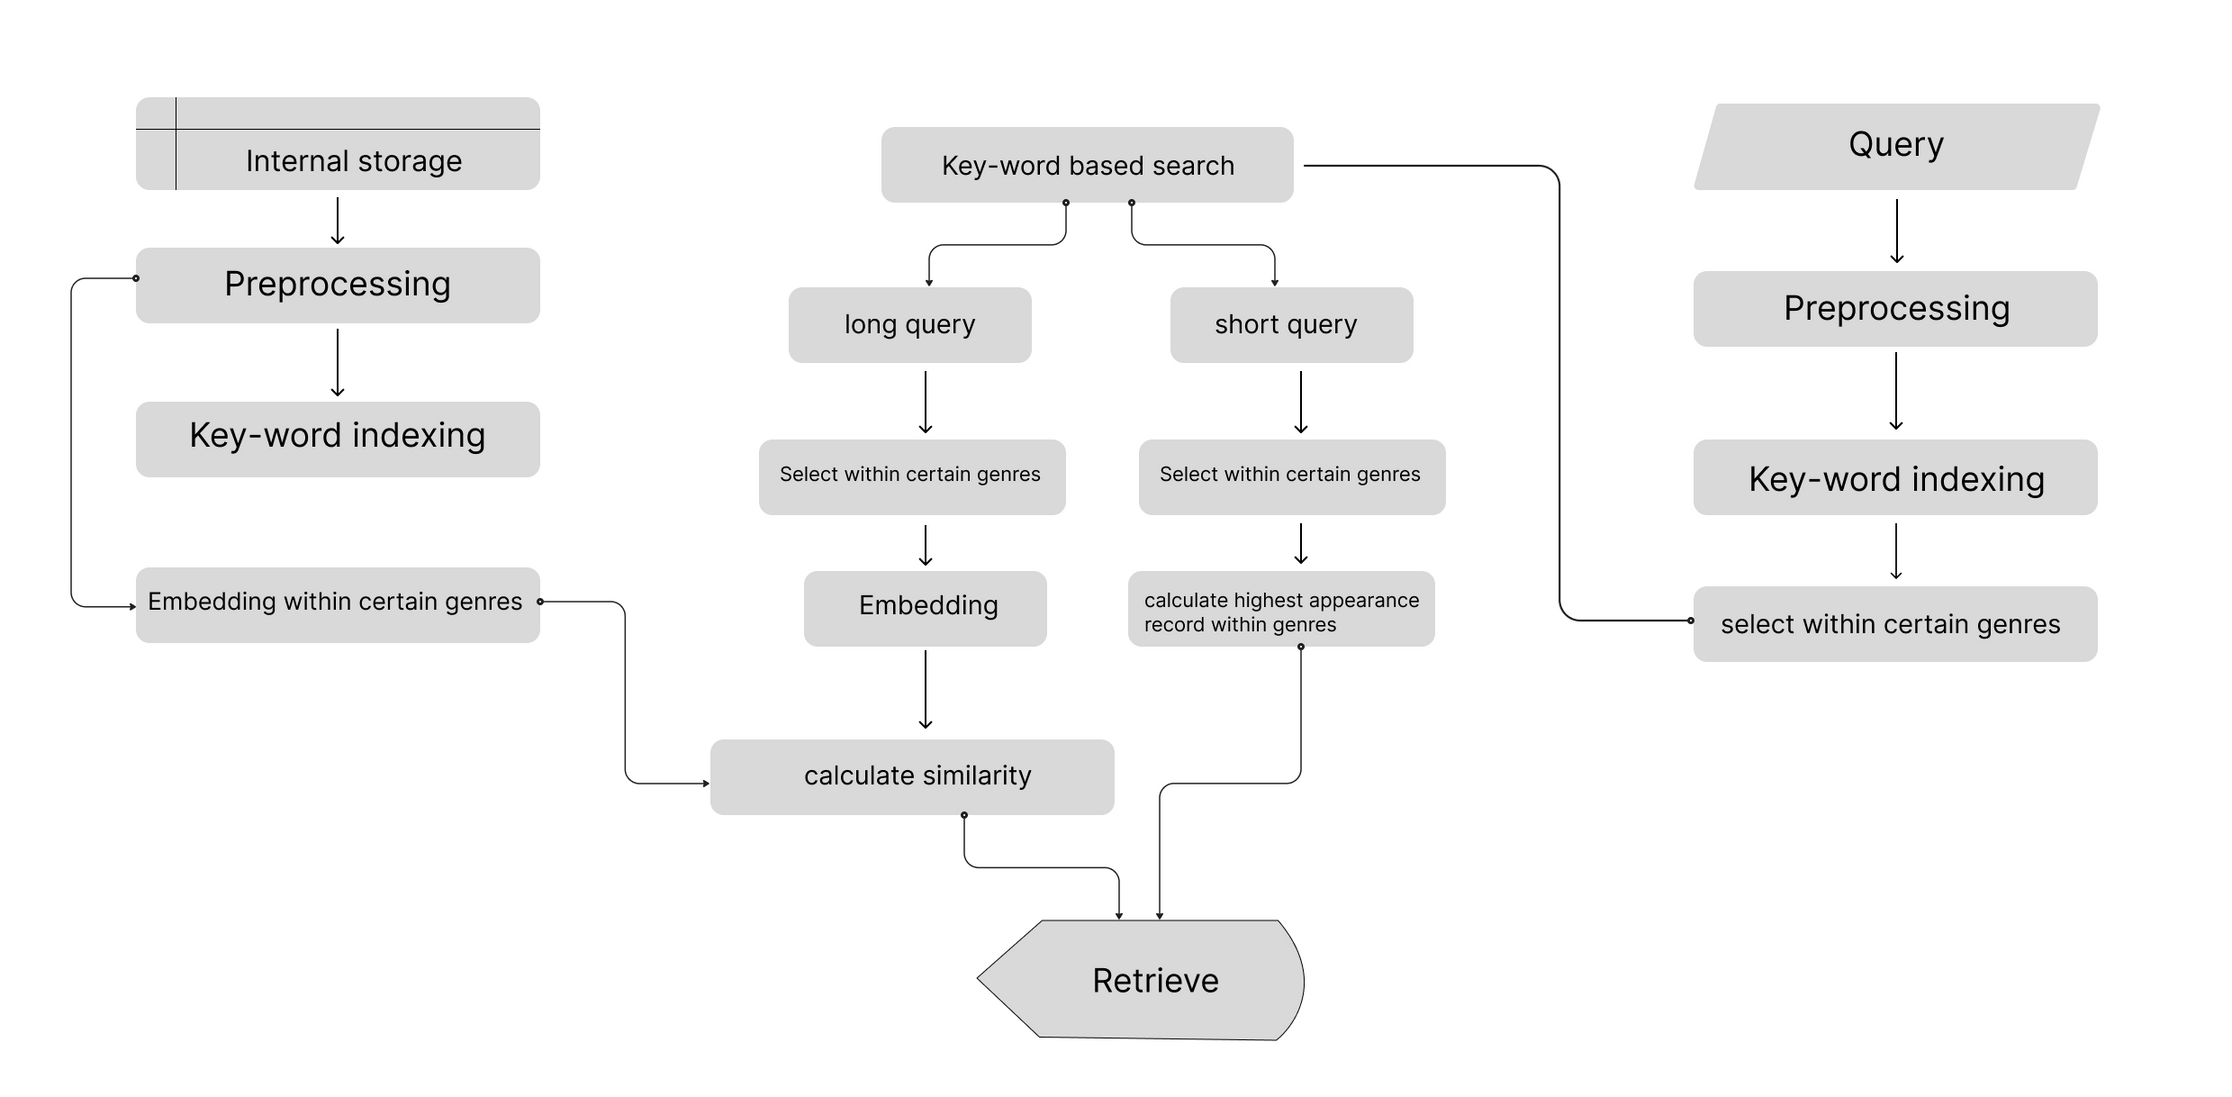 Internal storage
Preprocessing
Key-word indexing
Embedding within certain genres
Key-word based search
long query
short query
Select within certain genres
Select within certain genres
Embedding
calculate highest appearance
record within genres
calculate similarity
Retrieve
Query
Preprocessing
Key-word indexing
select within certain genres